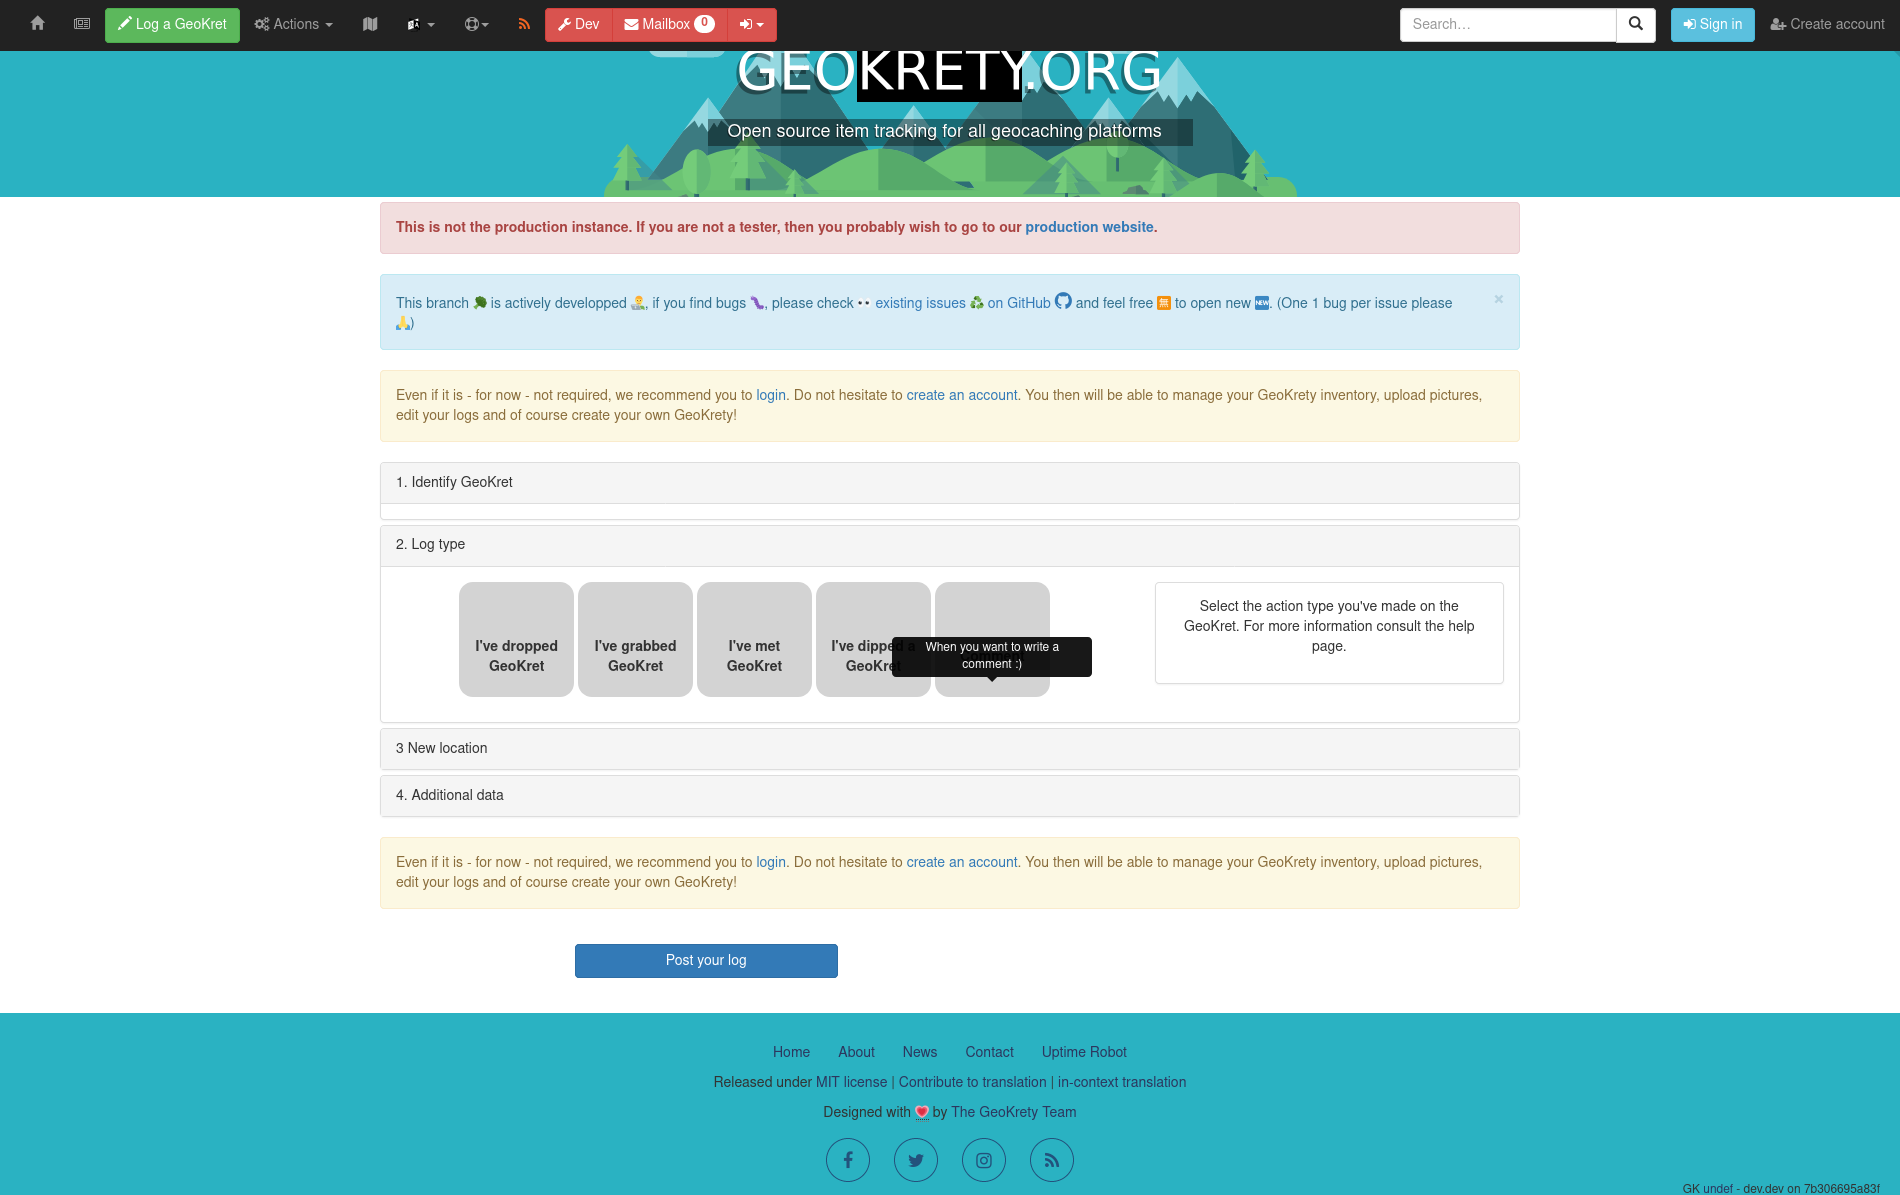 Log a GeoKret
Actions
Dev
Mailbox 0
Search...
Sign in
Create account
GEOKRETY.ORG
Open source item tracking for all geocaching platforms
This is not the production instance. If you are not a tester, then you probably wish to go to our production website.
This branch 🥦 is actively developped 👨‍💻, if you find bugs 🐛, please check 👀 existing issues ♻ on GitHub and feel free 🈚 to open new 🆕. (One 1 bug per issue please
🙏)
×
Even if it is - for now - not required, we recommend you to login. Do not hesitate to create an account. You then will be able to manage your GeoKrety inventory, upload pictures,
edit your logs and of course create your own GeoKrety!
1. Identify GeoKret
2. Log type
I've dropped
GeoKret
I've grabbed
GeoKret
I've met
GeoKret
I've dipped a
GeoKret
When you want to write a
comment :)
Select the action type you've made on the
GeoKret. For more information consult the help
page.
3 New location
4. Additional data
Even if it is - for now - not required, we recommend you to login. Do not hesitate to create an account. You then will be able to manage your GeoKrety inventory, upload pictures,
edit your logs and of course create your own GeoKrety!
Post your log
Home About News Contact Uptime Robot
Released under MIT license | Contribute to translation | in-context translation
Designed with 💗 by The GeoKrety Team
GK undef - dev.dev on 7b306695a83f